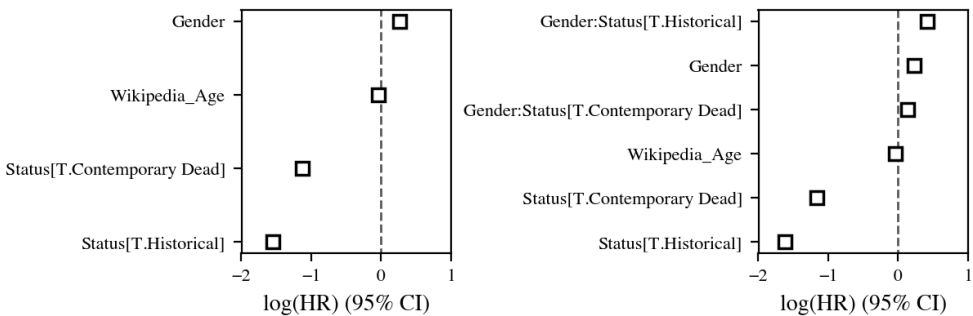 Gender
Wikipedia_Age
Status[T.Contemporary Dead]
Status[T.Historical]
−2 −1 0 1
log(HR) (95% CI)
Gender:Status[T.Historical]
Gender
Gender:Status[T.Contemporary Dead]
Wikipedia_Age
Status[T.Contemporary Dead]
Status[T.Historical]
−2 −1 0 1
log(HR) (95% CI)